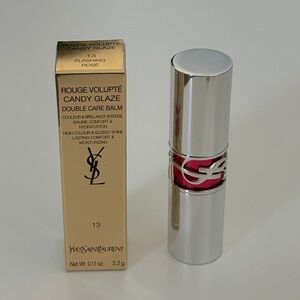 ROUGE VOLUPTÉ
CANDY GLAZE
13
FLASHING
ROSÉ
ROUGE VOLUPTÉ
CANDY GLAZE
DOUBLE CARE BALM
COULEUR & BRILLANCE INTENSE
BAUME CONFORT &
HYDRATATION
HIGH COLOUR & GLOSSY SHINE
LASTING COMFORT &
MOISTURIZING
YSL
13
YVESSAINTLAURENT
Net Wt. 0.11 oz. 3.2 g